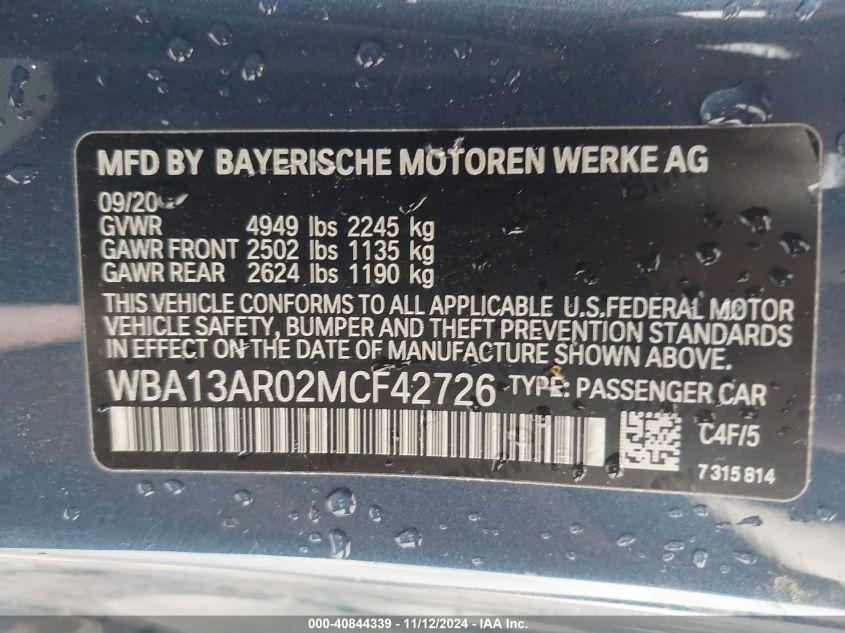 MFD BY BAYERISCHE MOTOREN WERKE AG
09/20
GVWR 4949 lbs 2245 kg
GAWR FRONT 2502 lbs 1135 kg
GAWR REAR 2624 lbs 1190 kg
THIS VEHICLE CONFORMS TO ALL APPLICABLE U.S.FEDERAL MOTOR
VEHICLE SAFETY, BUMPER AND THEFT PREVENTION STANDARDS
IN EFFECT ON THE DATE OF MANUFACTURE SHOWN ABOVE.
WBA13AR02MCF42726 TYPE: PASSENGER CAR
C4F/5
7315814
000-40844339 - 11/12/2024 - IAA Inc.